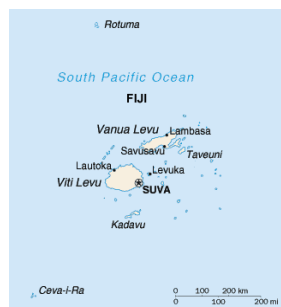 Rotuma
South Pacific Ocean
FIJI
Vanua Levu
Lambasa
Savusavu
Taveuni
Lautoka
Levuka
Viti Levu
SUVA
Kadavu
Ceva-I-Ra
0 100 200 km
0 100 200 mi